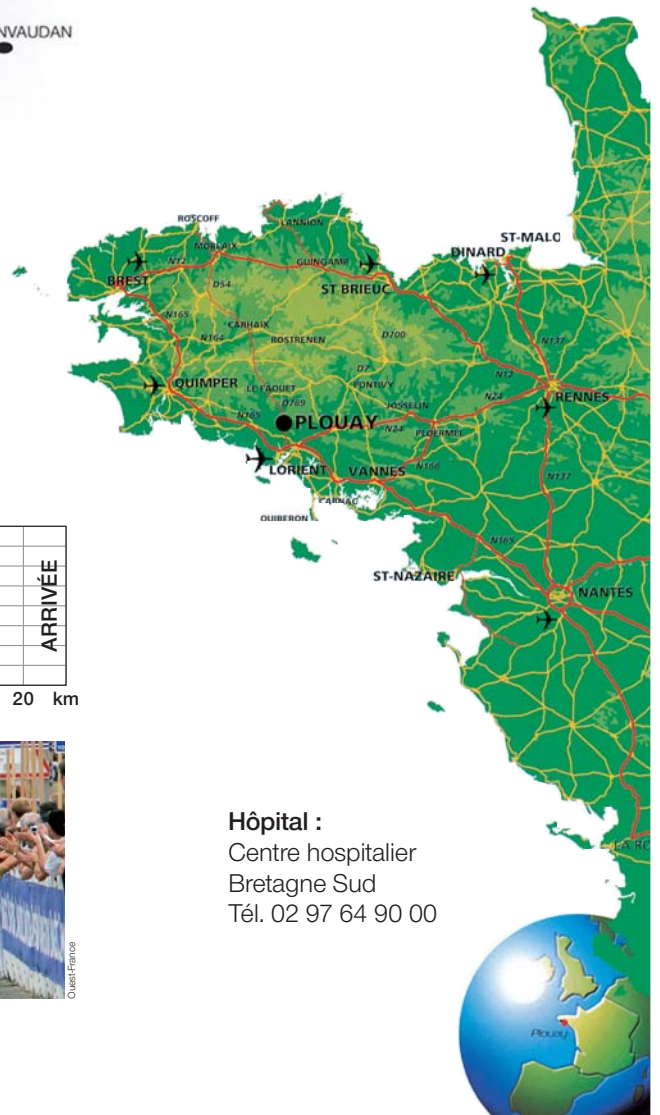 NVAUDAN
ROSCOFF
LANNION
ST-MALO
MORLAIX
DINARD
GUINGAMP
N12
BREST
ST BRIEUC
D54
N165
CARHAIX
N164
ROSTRENEN
D700
N137
D7
N12
QUIMPER
LE FAOUET
PONTIVY
N24
RENNES
D769
JOSSELIN
N165
PLOUAY
N24
PLOERMEL
LORIENT
VANNES
N166
N137
CARNAC
QUIBERON
N165
ST-NAZAIRE
NANTES
ARRIVÉE
20 km
LA RO
Hôpital :
Centre hospitalier
Bretagne Sud
Tél. 02 97 64 90 00
Ouest-France
Plouay